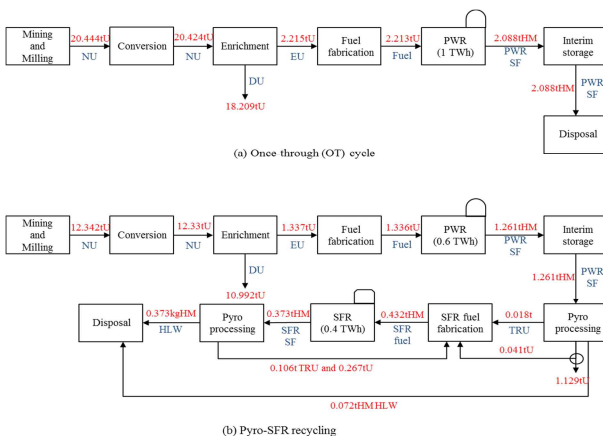 20.444tU
20.424tU
2.215tU
2.213tU
2.088tHM
Mining and Milling
NU
Conversion
NU
Enrichment
EU
Fuel fabrication
Fuel
PWR (1 TWh)
PWR SF
Interim storage
DU
18.209tU
2.088tHM
PWR SF
Disposal
(a) Once through (OT) cycle
12.342tU
12.33tU
1.337tU
1.336tU
1.261tHM
Mining and Milling
NU
Conversion
NU
Enrichment
EU
Fuel fabrication
Fuel
PWR (0.6 TWh)
PWR SF
Interim storage
DU
10.992tU
1.261tHM
PWR SF
Disposal
0.373kgHM
HLW
Pyro processing
0.373tHM
SFR SF
SFR (0.4 TWh)
0.432tHM
SFR fuel
SFR fuel fabrication
0.018t
TRU
Pyro processing
0.041tU
1.129tU
0.106t TRU and 0.267tU
0.072tHM HLW
(b) Pyro-SFR recycling